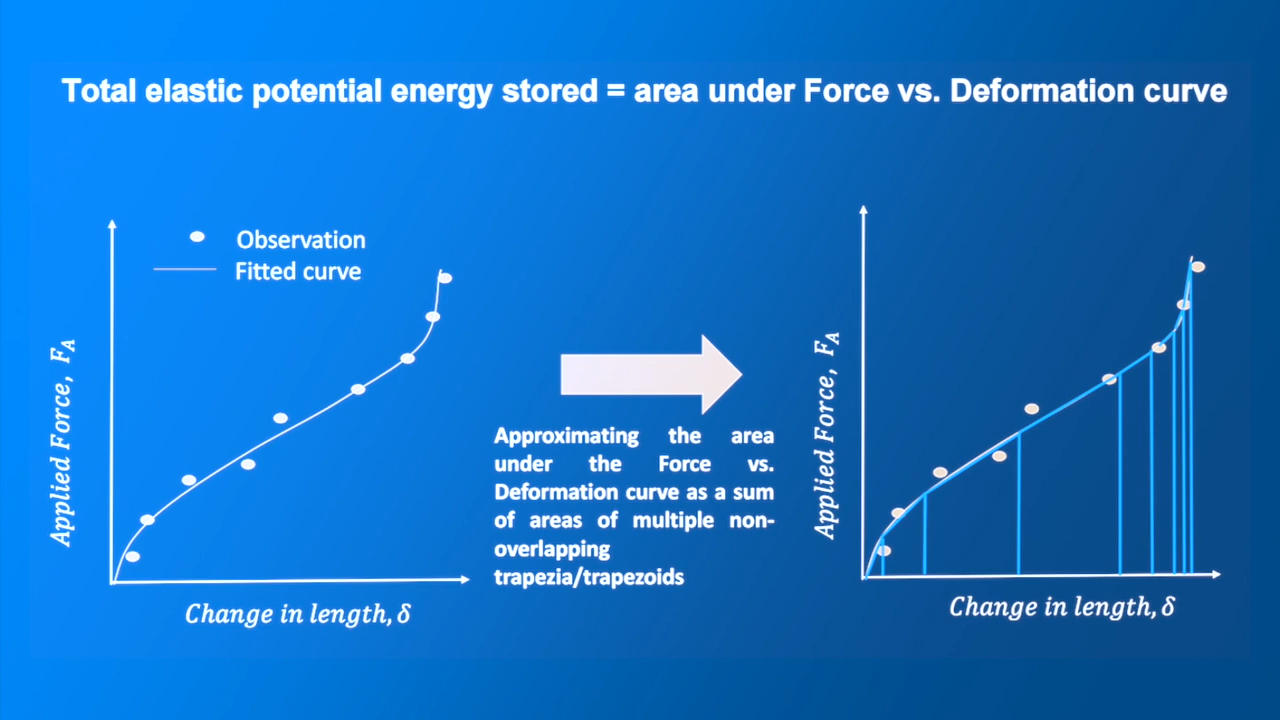 Total elastic potential energy stored = area under Force vs. Deformation curve
Observation
Fitted curve
Applied Force, F_A
Change in length, δ
Approximating the area
under the Force vs.
Deformation curve as a sum
of areas of multiple non-
overlapping
trapezia/trapezoids
Applied Force, F_A
Change in length, δ